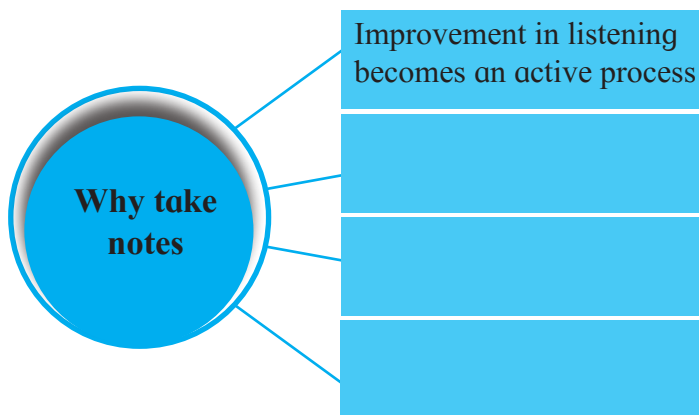 Improvement in listening
becomes an active process
Why take
notes